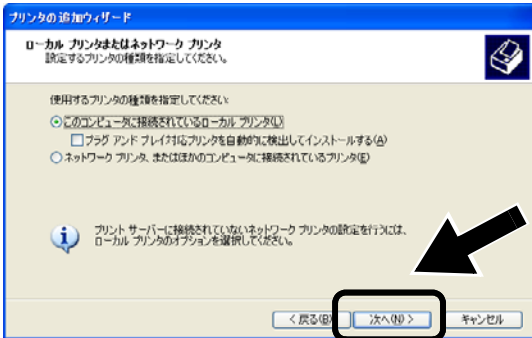 プリンタの追加ウィザード
ローカル プリンタまたはネットワーク プリンタ
設定するプリンタの種類を指定してください。
使用するプリンタの種類を指定してください:
このコンピュータに接続されているローカル プリンタ(L)
プラグ アンド プレイ対応プリンタを自動的に検出してインストールする(A)
ネットワーク プリンタ、またはほかのコンピュータに接続されているプリンタ(E)
プリント サーバーに接続されていないネットワーク プリンタの設定を行うには、
ローカル プリンタのオプションを選択してください。
< 戻る(B) 次へ(N) > キャンセル